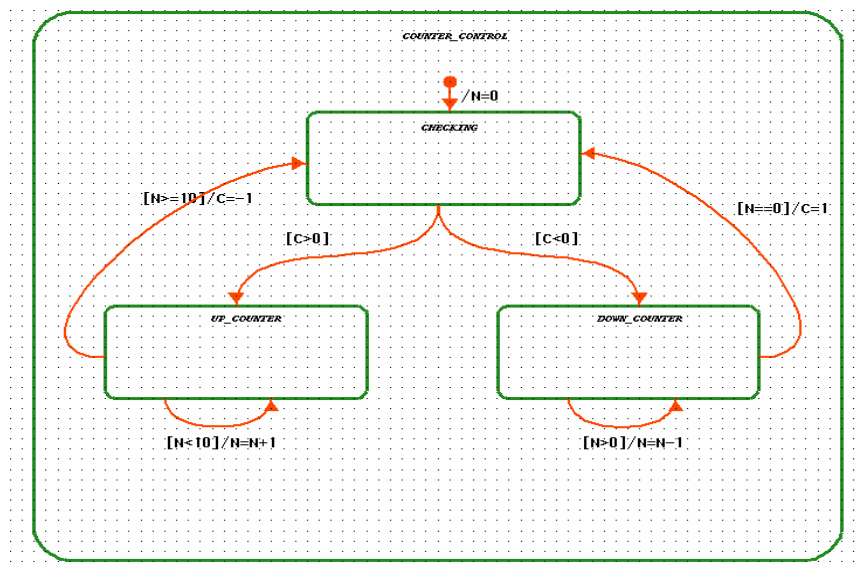 COUNTER_CONTROL
/N=0
CHECKING
[N>=10]/C=-1
[N==0]/C=1
[C>0]
[C<0]
UP_COUNTER
DOWN_COUNTER
[N<10]/N=N+1
[N>0]/N=N-1